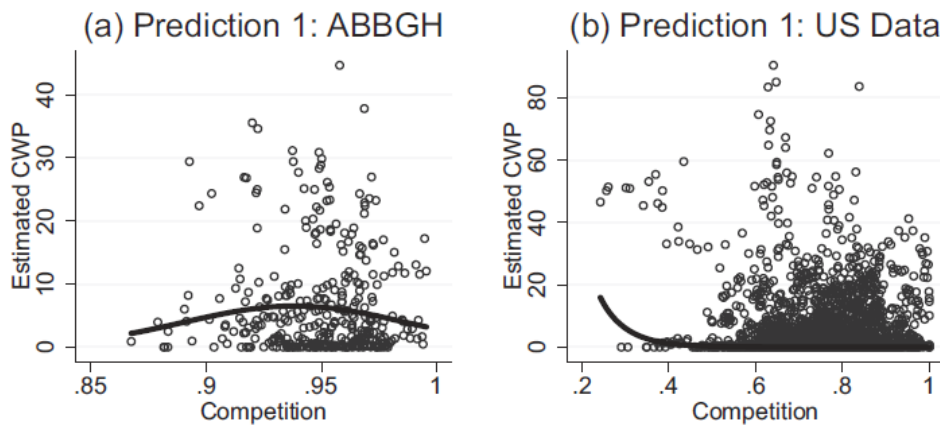 (a) Prediction 1: ABBGH
Estimated CWP
40
30
20
10
0
.85 .9 .95 1
Competition
(b) Prediction 1: US Data
Estimated CWP
80
60
40
20
0
.2 .4 .6 .8 1
Competition